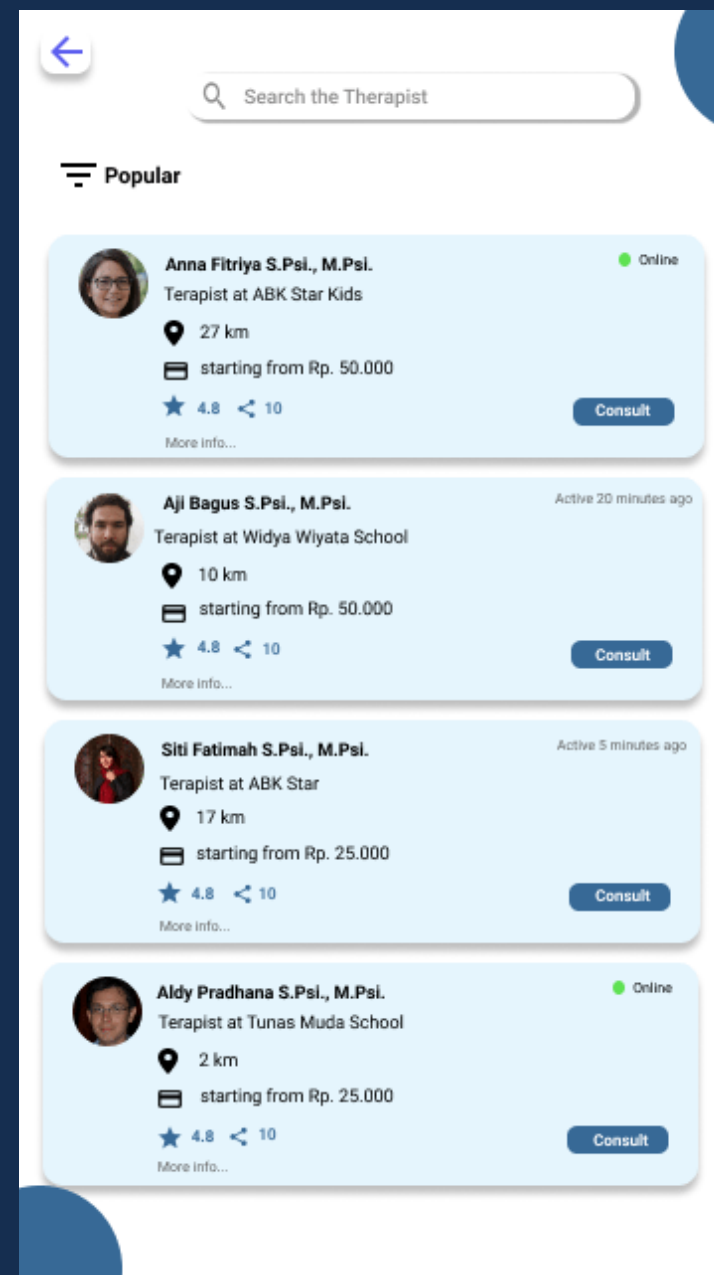 Search the Therapist
Popular
Anna Fitriya S.Psi., M.Psi.
Online
Terapist at ABK Star Kids
27 km
starting from Rp. 50.000
4.8 10
Consult
More info...
Aji Bagus S.Psi., M.Psi.
Active 20 minutes ago
Terapist at Widya Wiyata School
10 km
starting from Rp. 50.000
4.8 10
Consult
More info...
Siti Fatimah S.Psi., M.Psi.
Active 5 minutes ago
Terapist at ABK Star
17 km
starting from Rp. 25.000
4.8 10
Consult
More info...
Aldy Pradhana S.Psi., M.Psi.
Online
Terapist at Tunas Muda School
2 km
starting from Rp. 25.000
4.8 10
Consult
More info...